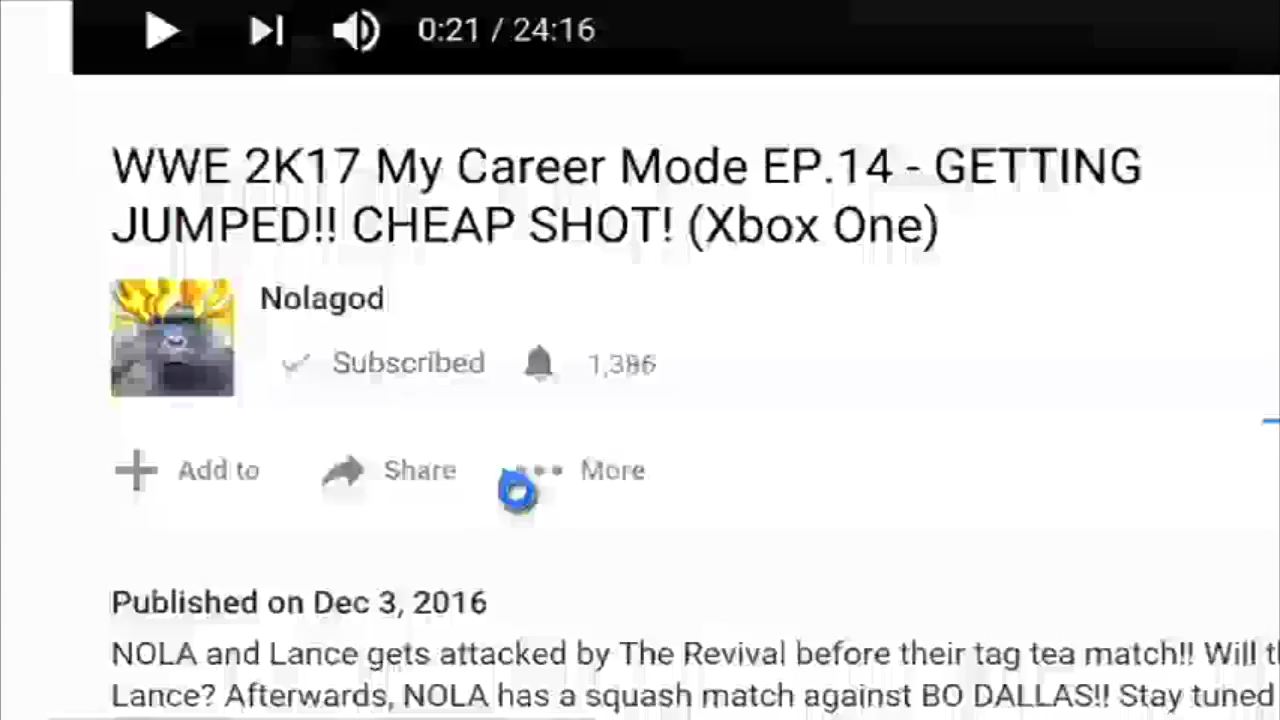 0:21 / 24:16
WWE 2K17 My Career Mode EP.14 - GETTING
JUMPED!! CHEAP SHOT! (Xbox One)
Nolagod
Subscribed 1,386
Add to Share More
Published on Dec 3, 2016
NOLA and Lance gets attacked by The Revival before their tag tea match!! Will
Lance? Afterwards, NOLA has a squash match against BO DALLAS!! Stay tuned